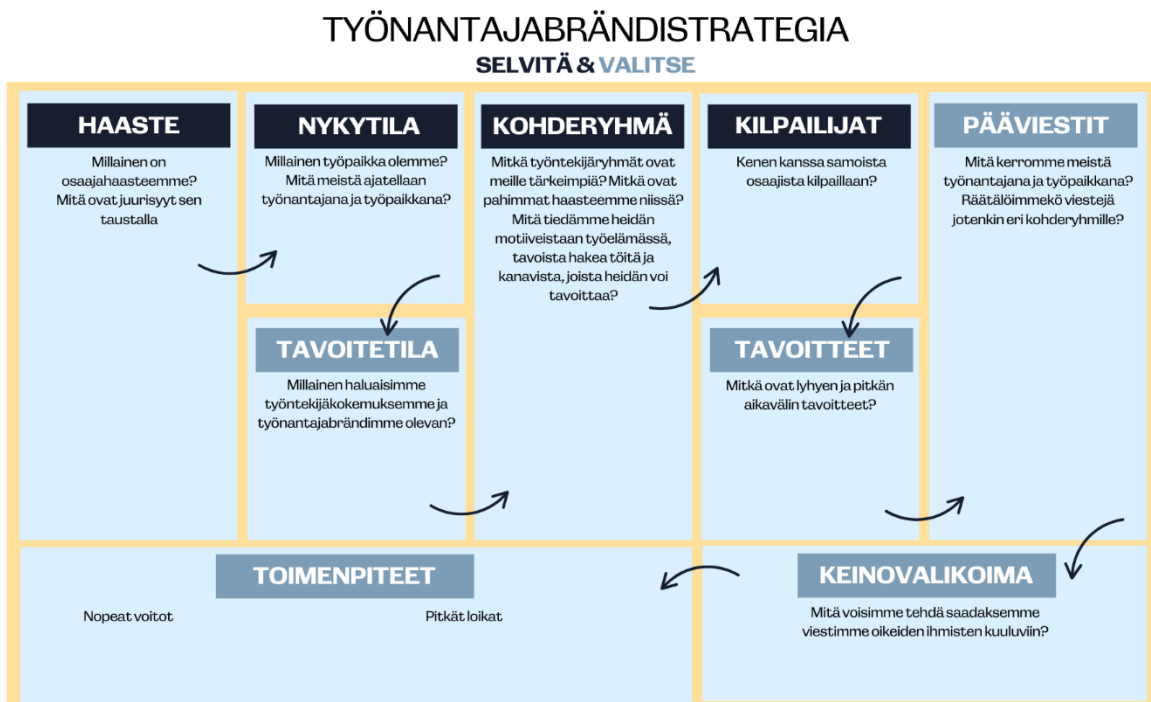 TYÖNANTAJABRÄNDISTRATEGIA
SELVITÄ & VALITSE
HAASTE
Millainen on
osaajahaasteemme?
Mitä ovat juurisyyt sen
taustalla
NYKYTILA
Millainen työpaikka olemme?
Mitä meistä ajatellaan
työnantajana ja työpaikkana?
TAVOITETILA
Millainen haluaisimme
työntekijäkokemuksemme ja
työnantajabrändimme olevan?
KOHDERYHMÄ
Mitkä työntekijäryhmät ovat
meille tärkeimpiä? Mitkä ovat
pahimmat haasteemme niissä?
Mitä tiedämme heidän
motiiveistaan työelämässä,
tavoista hakea töitä ja
kanavista, joista heidän voi
tavoittaa?
KILPAILIJAT
Kenen kanssa samoista
osaajista kilpaillaan?
TAVOITTEET
Mitkä ovat lyhyen ja pitkän
aikavälin tavoitteet?
PÄÄVIESTIT
Mitä kerromme meistä
työnantajana ja työpaikkana?
Räätälöimmekö viestejä
jotenkin eri kohderyhmille?
KEINOVALIKOIMA
Mitä voisimme tehdä saadaksemme
viestimme oikeiden ihmisten kuuluviin?
TOIMENPITEET
Nopeat voitot
Pitkät loikat